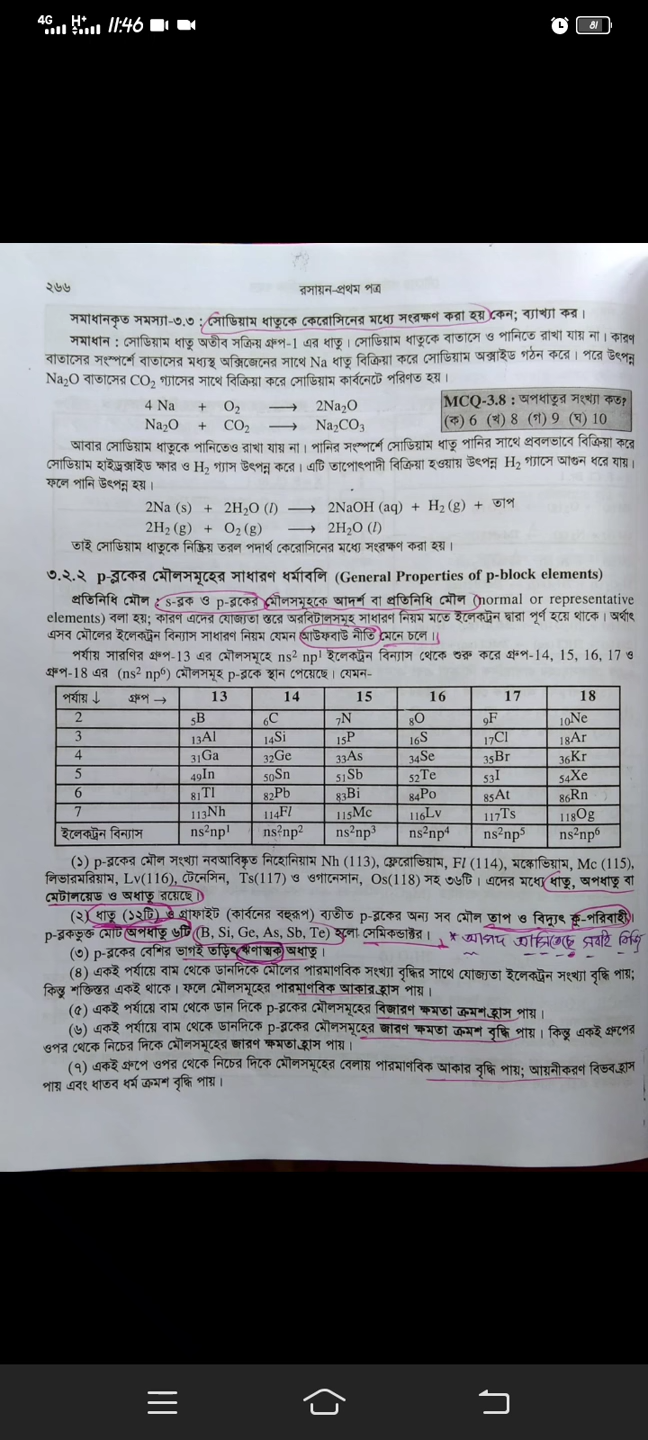 4G H+ 11:46 81
২৬৬ রসায়ন-প্রথম পত্র
সমাধানকৃত সমস্যা-৩.৩ : সোডিয়াম ধাতুকে কেরোসিনের মধ্যে সংরক্ষণ করা হয় কেন; ব্যাখ্যা কর।
সমাধান : সোডিয়াম ধাতু অতীব সক্রিয় গ্রুপ-1 এর ধাতু। সোডিয়াম ধাতুকে বাতাসে ও পানিতে রাখা যায় না। কারণ
বাতাসের সংস্পর্শে বাতাসের মধ্যস্থ অক্সিজেনের সাথে Na ধাতু বিক্রিয়া করে সোডিয়াম অক্সাইড গঠন করে। পরে উৎপন্ন
Na₂O বাতাসের CO₂ গ্যাসের সাথে বিক্রিয়া করে সোডিয়াম কার্বনেটে পরিণত হয়।
4 Na + O₂ ⟶ 2Na₂O
Na₂O + CO₂ ⟶ Na₂CO₃
MCQ-3.8 : অপধাতুর সংখ্যা কত?
(ক) 6 (খ) 8 (গ) 9 (ঘ) 10
আবার সোডিয়াম ধাতুকে পানিতেও রাখা যায় না। পানির সংস্পর্শে সোডিয়াম ধাতু পানির সাথে প্রবলভাবে বিক্রিয়া করে
সোডিয়াম হাইড্রক্সাইড ক্ষার ও H₂ গ্যাস উৎপন্ন করে। এটি তাপোৎপাদী বিক্রিয়া হওয়ায় উৎপন্ন H₂ গ্যাসে আগুন ধরে যায়।
ফলে পানি উৎপন্ন হয়।
2Na (s) + 2H₂O (l) ⟶ 2NaOH (aq) + H₂ (g) + তাপ
2H₂ (g) + O₂ (g) ⟶ 2H₂O (l)
তাই সোডিয়াম ধাতুকে নিষ্ক্রিয় তরল পদার্থ কেরোসিনের মধ্যে সংরক্ষণ করা হয়।
৩.২.২ p-ব্লকের মৌলসমূহের সাধারণ ধর্মাবলি (General Properties of p-block elements)
প্রতিনিধি মৌল : s-ব্লক ও p-ব্লকের মৌলসমূহকে আদর্শ বা প্রতিনিধি মৌল (normal or representative
elements) বলা হয়; কারণ এদের যোজ্যতা স্তরে অরবিটালসমূহ সাধারণ নিয়ম মতে ইলেকট্রন দ্বারা পূর্ণ হয়ে থাকে। অর্থাৎ
এসব মৌলের ইলেকট্রন বিন্যাস সাধারণ নিয়ম যেমন আউফবাউ নীতি মেনে চলে।
পর্যায় সারণির গ্রুপ-13 এর মৌলসমূহে ns² np¹ ইলেকট্রন বিন্যাস থেকে শুরু করে গ্রুপ-14, 15, 16, 17 ও
গ্রুপ-18 এর (ns² np⁶) মৌলসমূহ p-ব্লকে স্থান পেয়েছে। যেমন-
পর্যায় ↓ গ্রুপ → 13 14 15 16 17 18
2 ₅B ₆C ₇N ₈O ₉F ₁₀Ne
3 ₁₃Al ₁₄Si ₁₅P ₁₆S ₁₇Cl ₁₈Ar
4 ₃₁Ga ₃₂Ge ₃₃As ₃₄Se ₃₅Br ₃₆Kr
5 ₄₉In ₅₀Sn ₅₁Sb ₅₂Te ₅₃I ₅₄Xe
6 ₈₁Tl ₈₂Pb ₈₃Bi ₈₄Po ₈₅At ₈₆Rn
7 ₁₁₃Nh ₁₁₄Fl ₁₁₅Mc ₁₁₆Lv ₁₁₇Ts ₁₁₈Og
ইলেকট্রন বিন্যাস ns²np¹ ns²np² ns²np³ ns²np⁴ ns²np⁵ ns²np⁶
(১) p-ব্লকের মৌল সংখ্যা নবআবিষ্কৃত নিহোনিয়াম Nh (113), ফ্লেরোভিয়াম, Fl (114), মস্কোভিয়াম, Mc (115),
লিভারমরিয়াম, Lv(116), টেনেসিন, Ts(117) ও ওগানেসান, Os(118) সহ ৩৬টি। এদের মধ্যে ধাতু, অপধাতু বা
মেটালয়েড ও অধাতু রয়েছে।
(২) ধাতু (১২টি) ও গ্রাফাইট (কার্বনের বহুরূপ) ব্যতীত p-ব্লকের অন্য সব মৌল তাপ ও বিদ্যুৎ কু-পরিবাহী।
p-ব্লকভুক্ত মোট অপধাতু ৬টি (B, Si, Ge, As, Sb, Te) হলো সেমিকন্ডাক্টর। *
(৩) p-ব্লকের বেশির ভাগই তড়িৎ ঋণাত্মক অধাতু।
(৪) একই পর্যায়ে বাম থেকে ডানদিকে মৌলের পারমাণবিক সংখ্যা বৃদ্ধির সাথে যোজ্যতা ইলেকট্রন সংখ্যা বৃদ্ধি পায়;
কিন্তু শক্তিস্তর একই থাকে। ফলে মৌলসমূহের পারমাণবিক আকার হ্রাস পায়।
(৫) একই পর্যায়ে বাম থেকে ডান দিকে p-ব্লকের মৌলসমূহের বিজারণ ক্ষমতা ক্রমশ হ্রাস পায়।
(৬) একই পর্যায়ে বাম থেকে ডানদিকে p-ব্লকের মৌলসমূহের জারণ ক্ষমতা ক্রমশ বৃদ্ধি পায়। কিন্তু একই গ্রুপের
ওপর থেকে নিচের দিকে মৌলসমূহের জারণ ক্ষমতা হ্রাস পায়।
(৭) একই গ্রুপে ওপর থেকে নিচের দিকে মৌলসমূহের বেলায় পারমাণবিক আকার বৃদ্ধি পায়; আয়নীকরণ বিভব হ্রাস
পায় এবং ধাতব ধর্ম ক্রমশ বৃদ্ধি পায়।